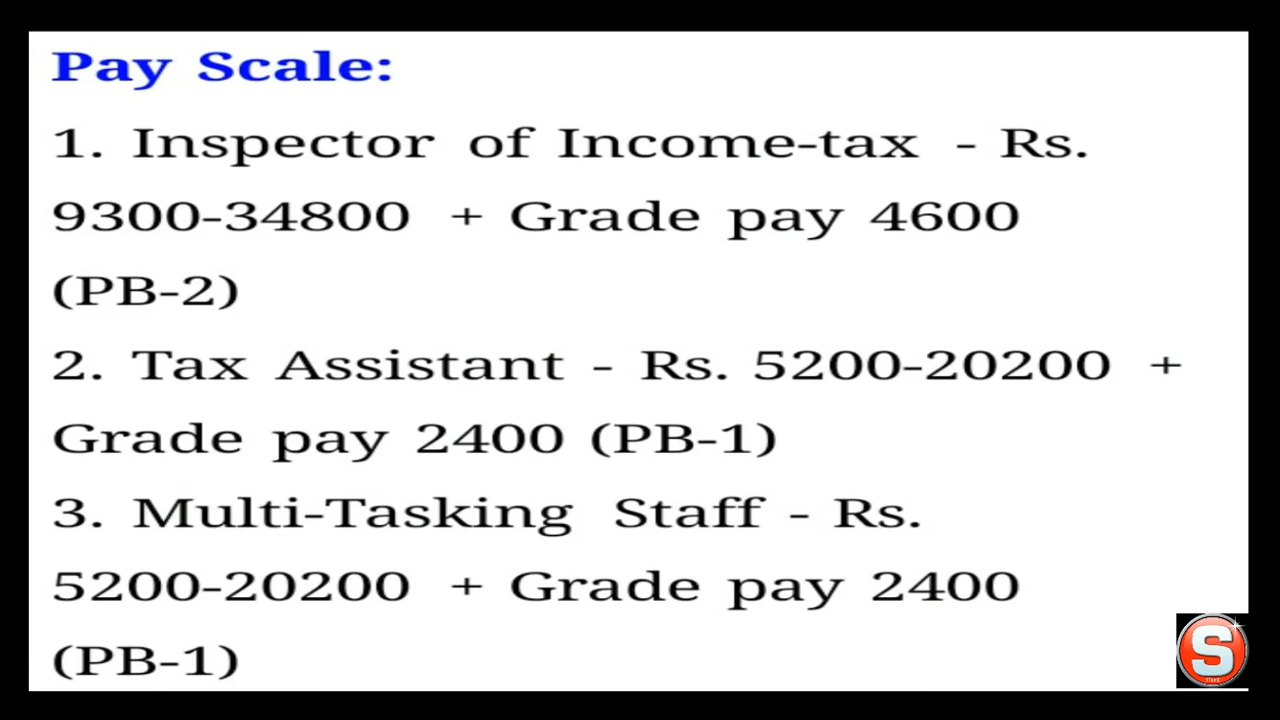 Pay Scale:
1. Inspector of Income-tax - Rs.
9300-34800 + Grade pay 4600
(PB-2)
2. Tax Assistant - Rs. 5200-20200 +
Grade pay 2400 (PB-1)
3. Multi-Tasking Staff - Rs.
5200-20200 + Grade pay 2400
(PB-1)
S